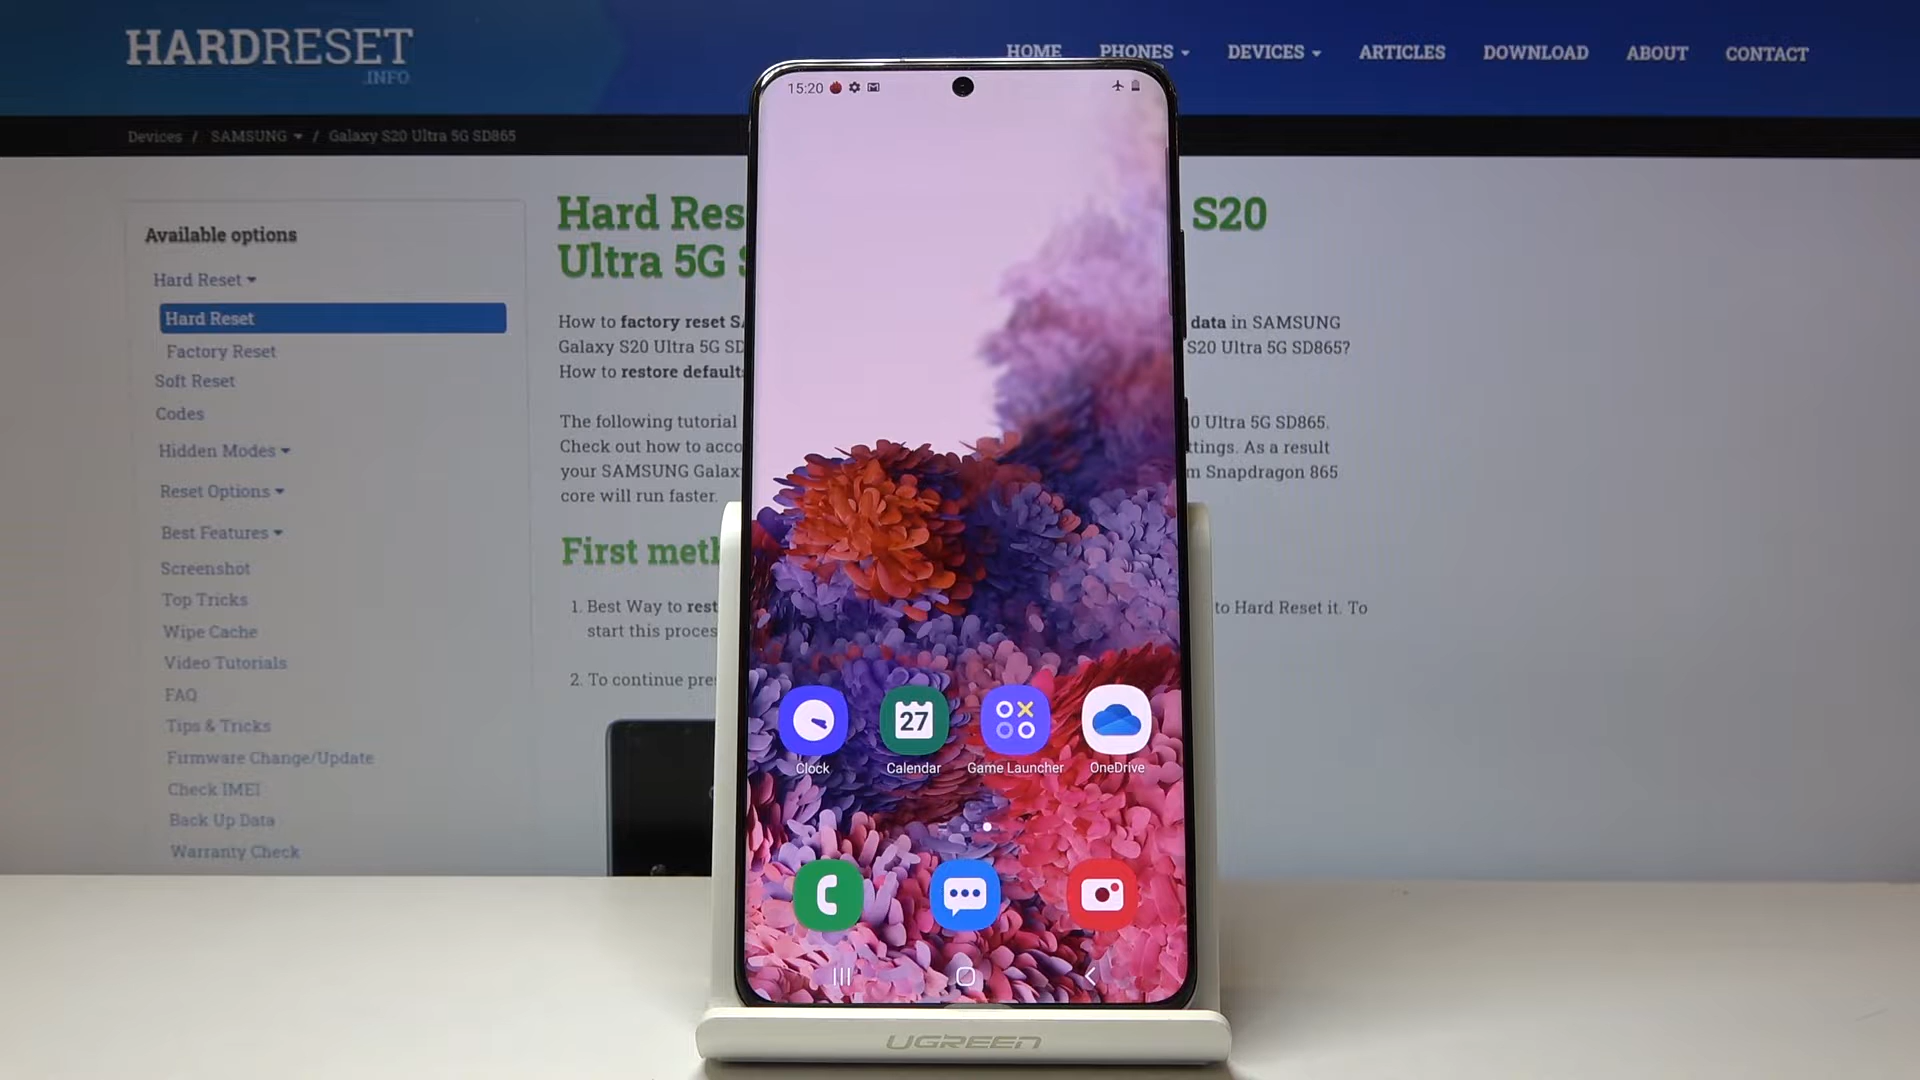 HARDRESET
.INFO
HOME PHONES DEVICES ARTICLES DOWNLOAD ABOUT CONTACT
Devices / SAMSUNG / Galaxy S20 Ultra 5G SD865
Available options
Hard Reset
Hard Reset
Factory Reset
Soft Reset
Codes
Hidden Modes
Reset Options
Best Features
Screenshot
Top Tricks
Wipe Cache
Video Tutorials
FAQ
Tips & Tricks
Firmware Change/Update
Check IMEI
Back Up Data
Warranty Check
Hard Res S20
Ultra 5G
How to factory reset SA data in SAMSUNG
Galaxy S20 Ultra 5G SD S20 Ultra 5G SD865?
How to restore default
The following tutorial 0 Ultra 5G SD865.
Check out how to acco ttings. As a result
your SAMSUNG Galax m Snapdragon 865
core will run faster.
First met
1. Best Way to rest to Hard Reset it. To
start this proces
2. To continue pre
15:20
27
Clock Calendar Game Launcher OneDrive
UGREEN